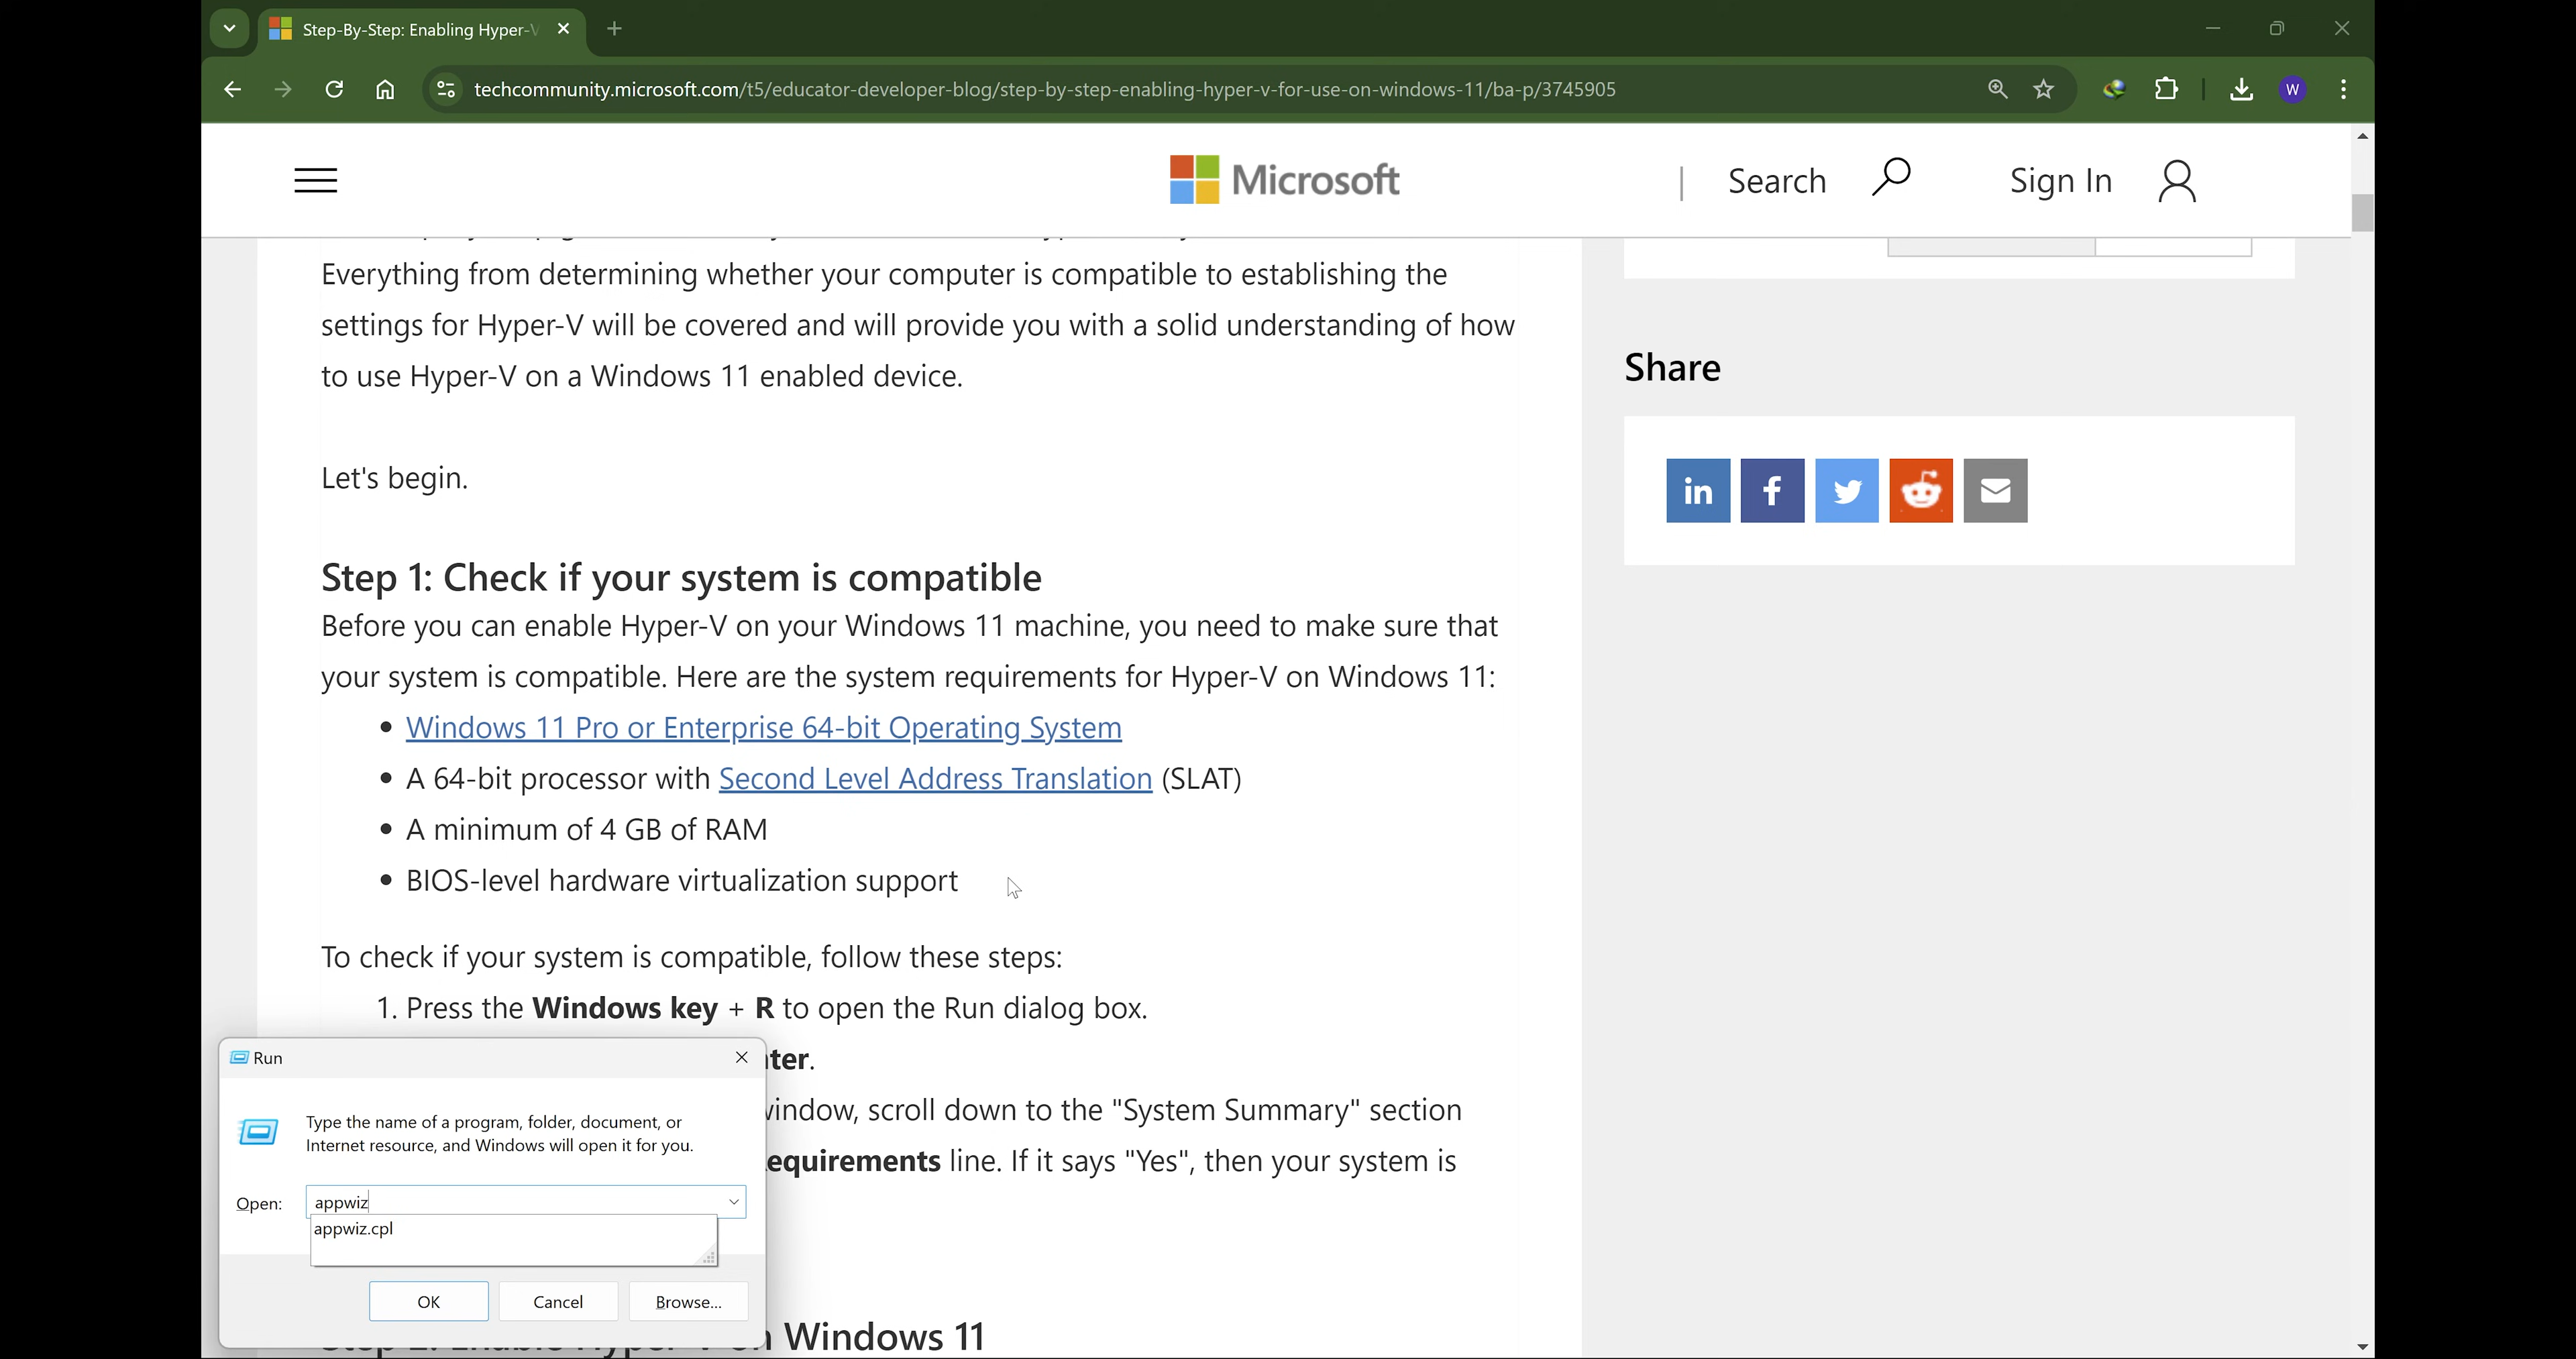 Step-By-Step: Enabling Hyper-V
techcommunity.microsoft.com/t5/educator-developer-blog/step-by-step-enabling-hyper-v-for-use-on-windows-11/ba-p/3745905
W
Microsoft
Search
Sign In
Everything from determining whether your computer is compatible to establishing the
settings for Hyper-V will be covered and will provide you with a solid understanding of how
to use Hyper-V on a Windows 11 enabled device.
Let's begin.
Share
in
f
Step 1: Check if your system is compatible
Before you can enable Hyper-V on your Windows 11 machine, you need to make sure that
your system is compatible. Here are the system requirements for Hyper-V on Windows 11:
• Windows 11 Pro or Enterprise 64-bit Operating System
• A 64-bit processor with Second Level Address Translation (SLAT)
• A minimum of 4 GB of RAM
• BIOS-level hardware virtualization support
To check if your system is compatible, follow these steps:
1. Press the Windows key + R to open the Run dialog box.
ter.
window, scroll down to the "System Summary" section
equirements line. If it says "Yes", then your system is
Run
Type the name of a program, folder, document, or
Internet resource, and Windows will open it for you.
Open:
appwiz
appwiz.cpl
OK
Cancel
Browse...
Windows 11